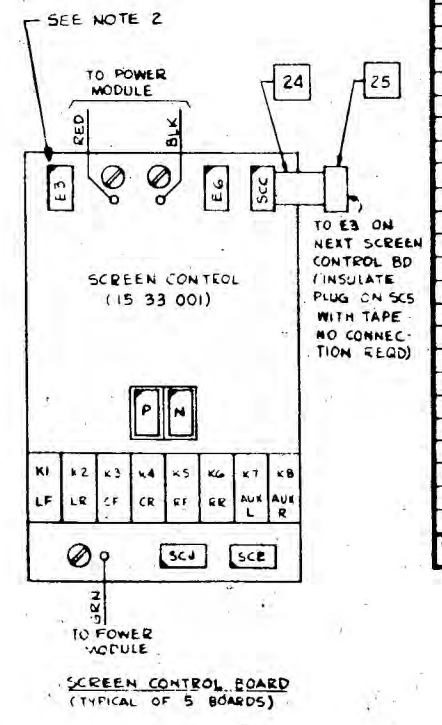 SEE NOTE 2
TO POWER
MODULE
24
25
RED
BLK
E3
E6
SCC
TO E3 ON
NEXT SCREEN
CONTROL BD
(INSULATE
PLUG ON SC5
WITH TAPE
NO CONNEC-
TION REQD)
SCREEN CONTROL
(15 33 001)
P
N
K1 K2 K3 K4 K5 K6 K7 K8
LF LR CF CR RF RR AUX AUX
L R
SCJ
SCE
GRN
TO POWER
MODULE
SCREEN CONTROL BOARD
(TYPICAL OF 5 BOARDS)